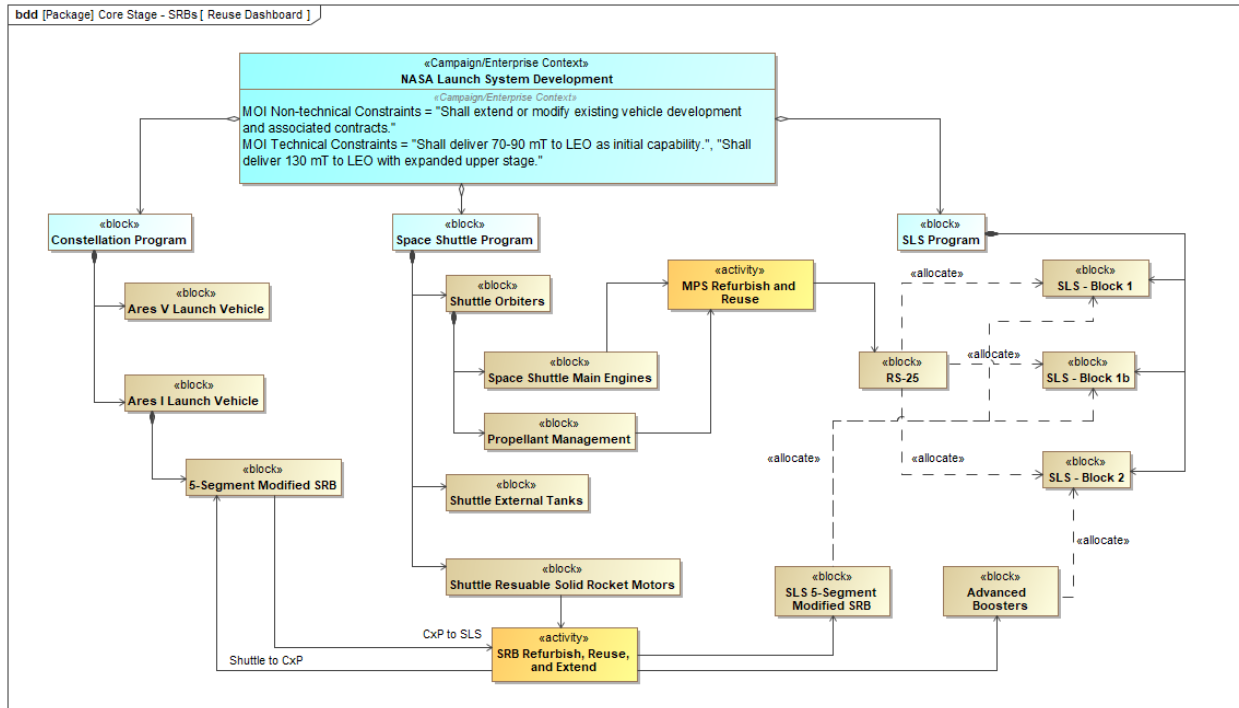 bdd [Package] Core Stage - SRBs [ Reuse Dashboard ]
«Campaign/Enterprise Context»
NASA Launch System Development
«Campaign/Enterprise Context»
MOI Non-technical Constraints = "Shall extend or modify existing vehicle development
and associated contracts."
MOI Technical Constraints = "Shall deliver 70-90 mT to LEO as initial capability.", "Shall
deliver 130 mT to LEO with expanded upper stage."
«block»
Constellation Program
«block»
Space Shuttle Program
«block»
SLS Program
«block»
Ares V Launch Vehicle
«block»
Shuttle Orbiters
«activity»
MPS Refurbish and
Reuse
«allocate»
«block»
SLS - Block 1
«block»
Ares I Launch Vehicle
«block»
Space Shuttle Main Engines
«block»
RS-25
«allocate»
«block»
SLS - Block 1b
«block»
Propellant Management
«block»
5-Segment Modified SRB
«block»
Shuttle External Tanks
«allocate»
«allocate»
«block»
SLS - Block 2
«allocate»
«block»
Shuttle Resuable Solid Rocket Motors
«block»
SLS 5-Segment
Modified SRB
«block»
Advanced
Boosters
CxP to SLS
«activity»
SRB Refurbish, Reuse,
and Extend
Shuttle to CxP